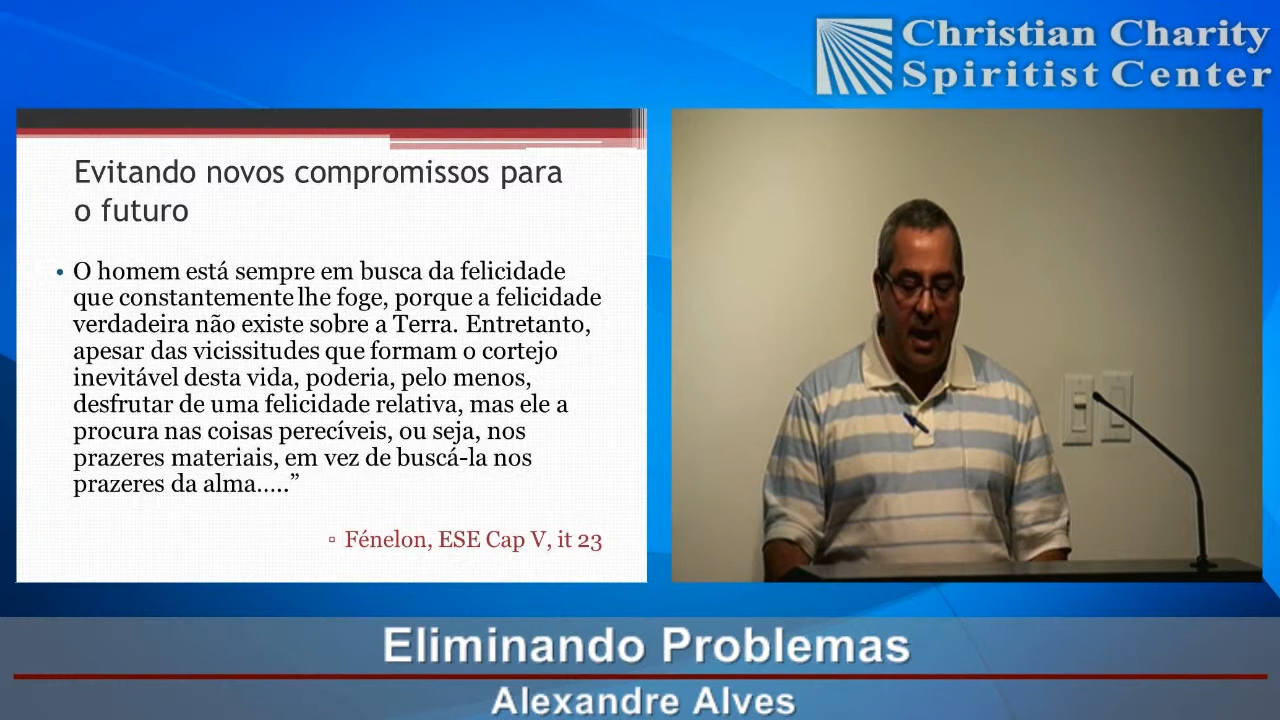 Christian Charity
Spiritist Center
Evitando novos compromissos para
o futuro
• O homem está sempre em busca da felicidade
que constantemente lhe foge, porque a felicidade
verdadeira não existe sobre a Terra. Entretanto,
apesar das vicissitudes que formam o cortejo
inevitável desta vida, poderia, pelo menos,
desfrutar de uma felicidade relativa, mas ele a
procura nas coisas perecíveis, ou seja, nos
prazeres materiais, em vez de buscá-la nos
prazeres da alma…..”
▫ Fénelon, ESE Cap V, it 23
Eliminando Problemas
Alexandre Alves